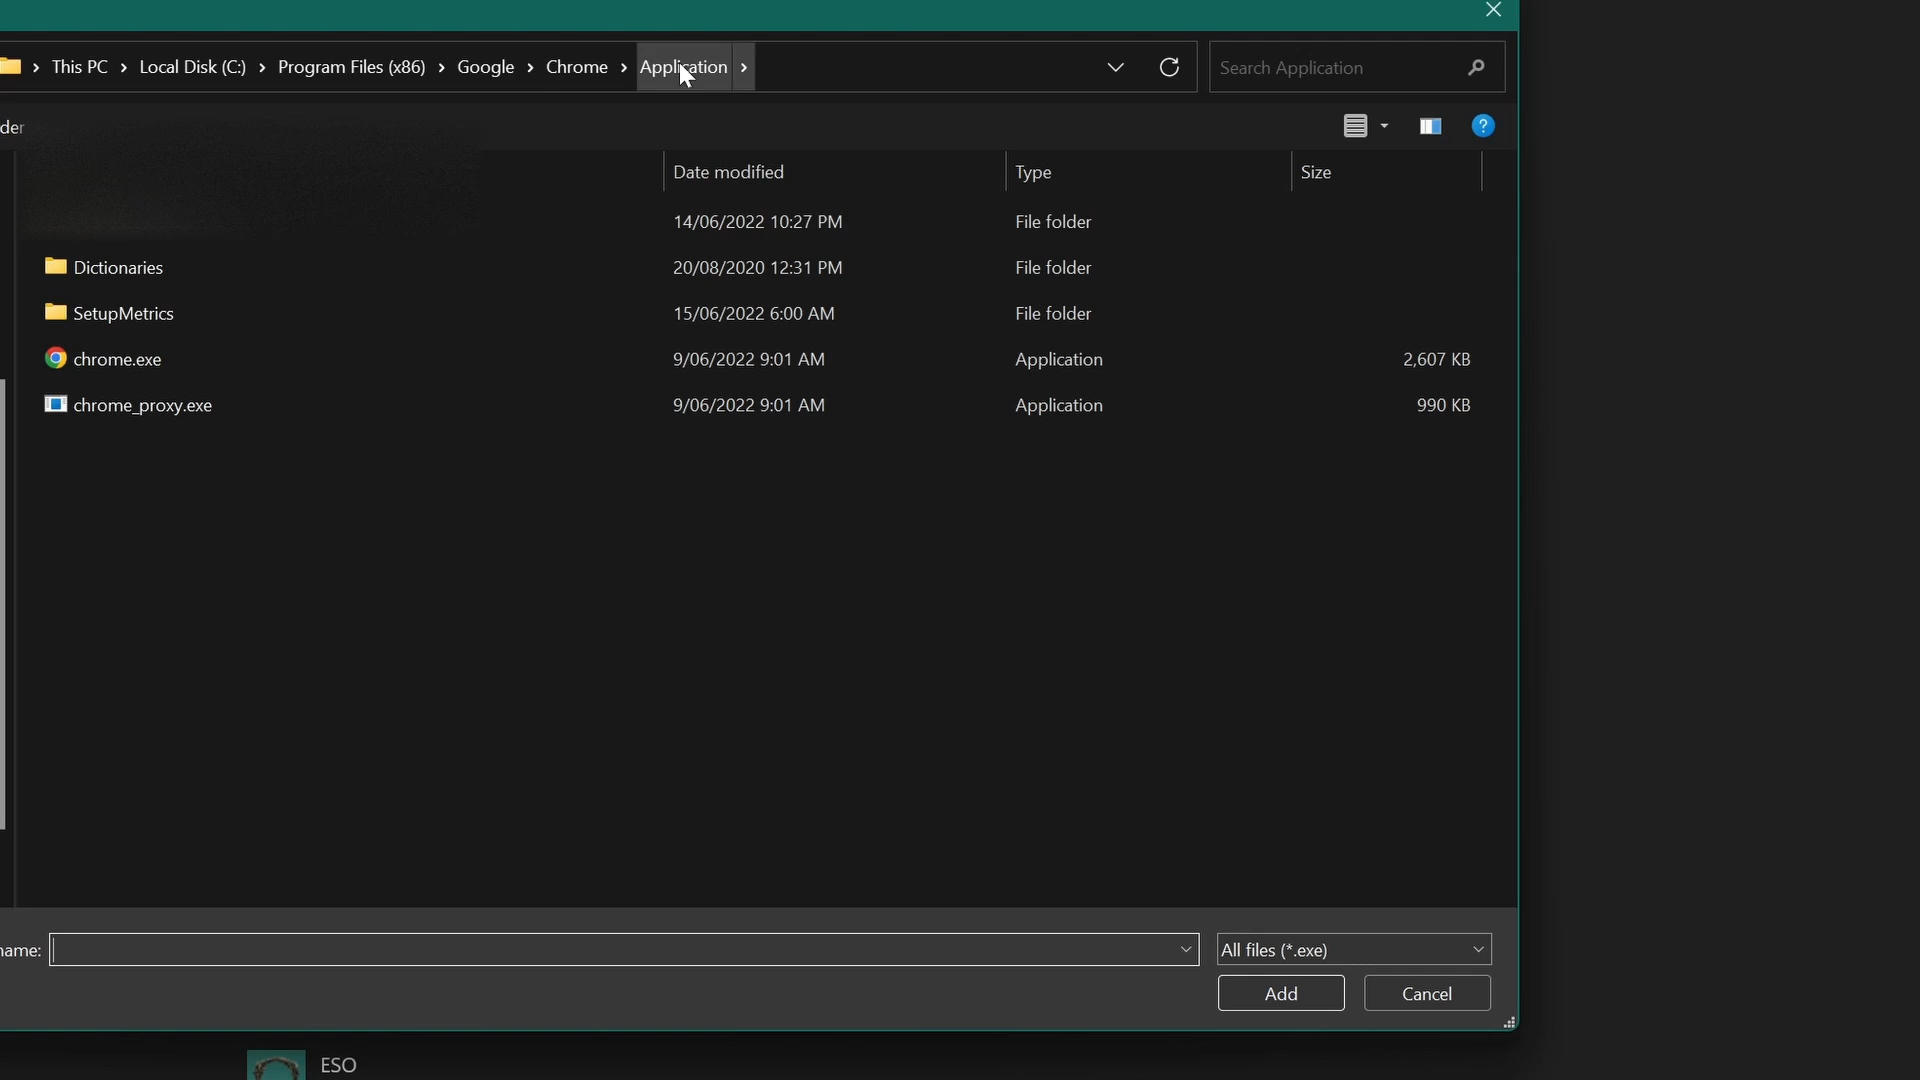 This PC > Local Disk (C:) > Program Files (x86) > Google > Chrome > Application >
Search Application
der
?
Date modified Type Size
14/06/2022 10:27 PM File folder
Dictionaries 20/08/2020 12:31 PM File folder
SetupMetrics 15/06/2022 6:00 AM File folder
chrome.exe 9/06/2022 9:01 AM Application 2,607 KB
chrome_proxy.exe 9/06/2022 9:01 AM Application 990 KB
name: All files (*.exe)
Add Cancel
ESO